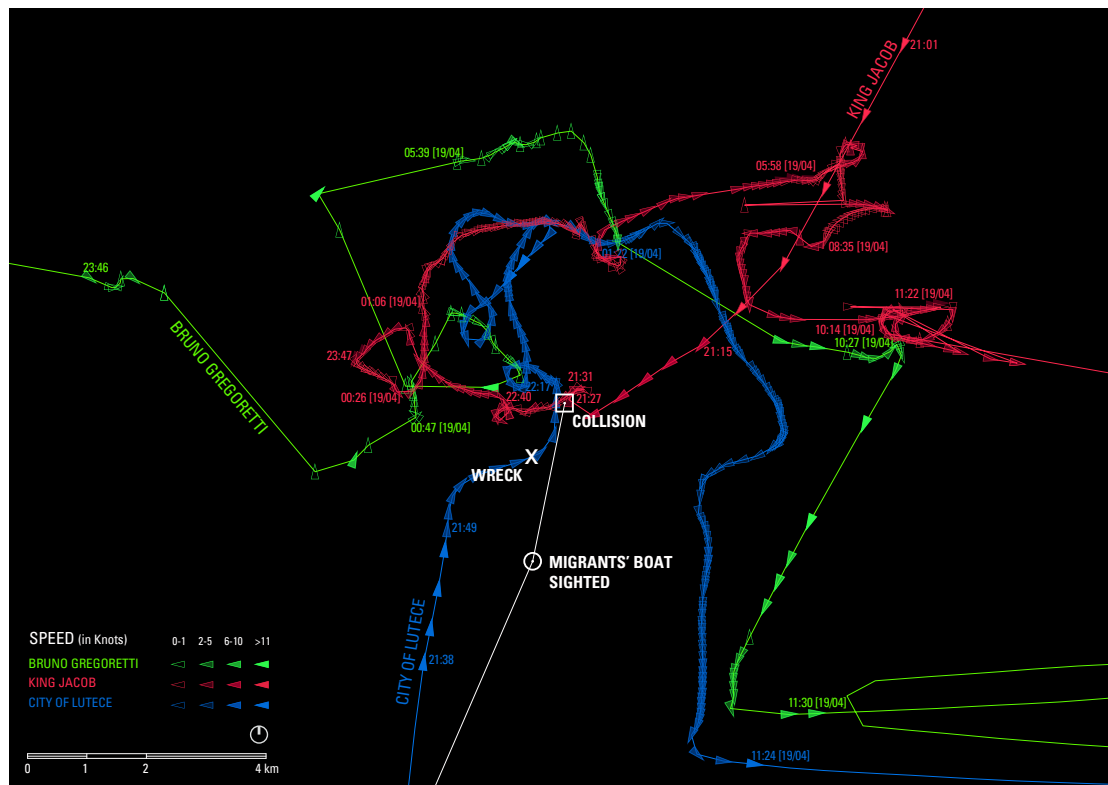 21:01
KING JACOB
05:39 [19/04]
05:58 [19/04]
08:35 [19/04]
01:22 [19/04]
23:46
01:06 [19/04]
11:22 [19/04]
10:14 [19/04]
10:27 [19/04]
BRUNO GREGORETTI
23:47
21:15
21:31
22:17
22:40
21:27
00:26 [19/04]
COLLISION
00:47 [19/04]
WRECK
21:49
MIGRANTS’ BOAT
SIGHTED
CITY OF LUTECE
21:38
SPEED (in Knots)
0-1 2-5 6-10 >11
BRUNO GREGORETTI
KING JACOB
CITY OF LUTECE
11:30 [19/04]
11:24 [19/04]
0 1 2 4 km
X